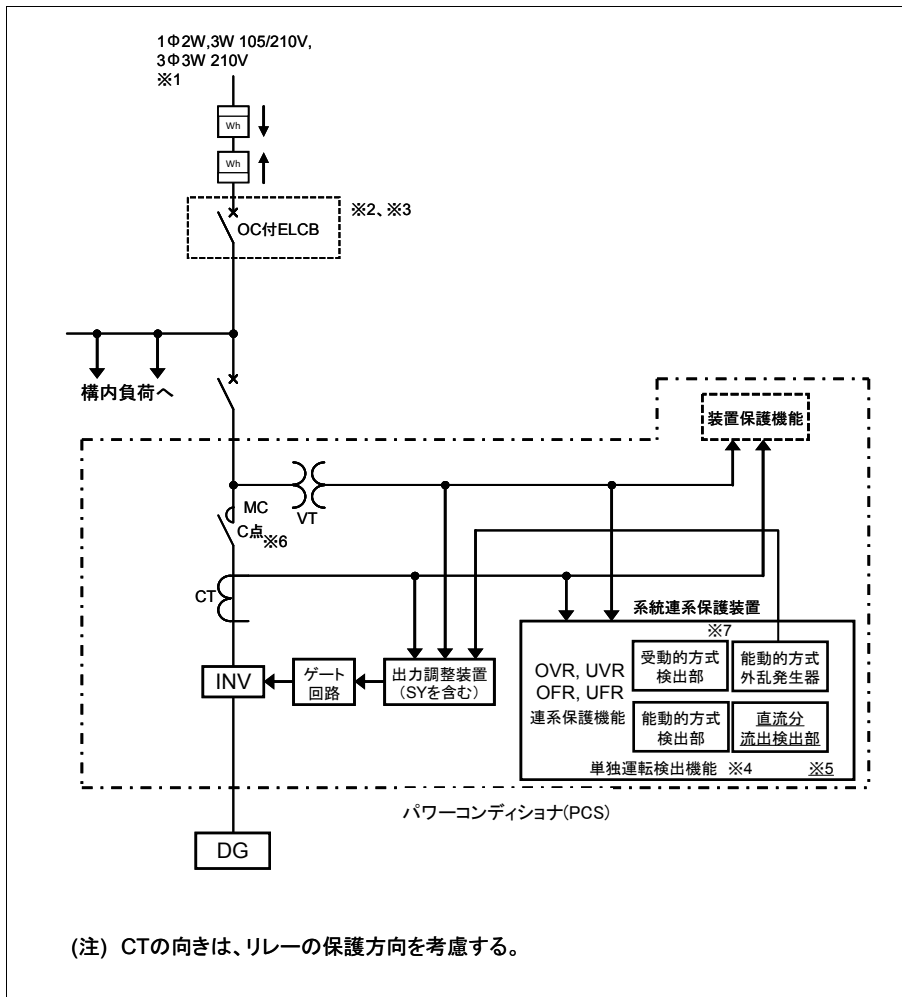 1Φ2W,3W 105/210V,
3Φ3W 210V
※1
Wh
Wh
OC付ELCB
※2、※3
構内負荷へ
装置保護機能
MC
VT
C点※6
CT
系統連系保護装置
※7
OVR, UVR
OFR, UFR
連系保護機能
受動的方式
検出部
能動的方式
外乱発生器
能動的方式
検出部
直流分
流出検出部
単独運転検出機能 ※4
※5
INV
ゲート
回路
出力調整装置
(SYを含む)
パワーコンディショナ(PCS)
DG
(注) CTの向きは、リレーの保護方向を考慮する。